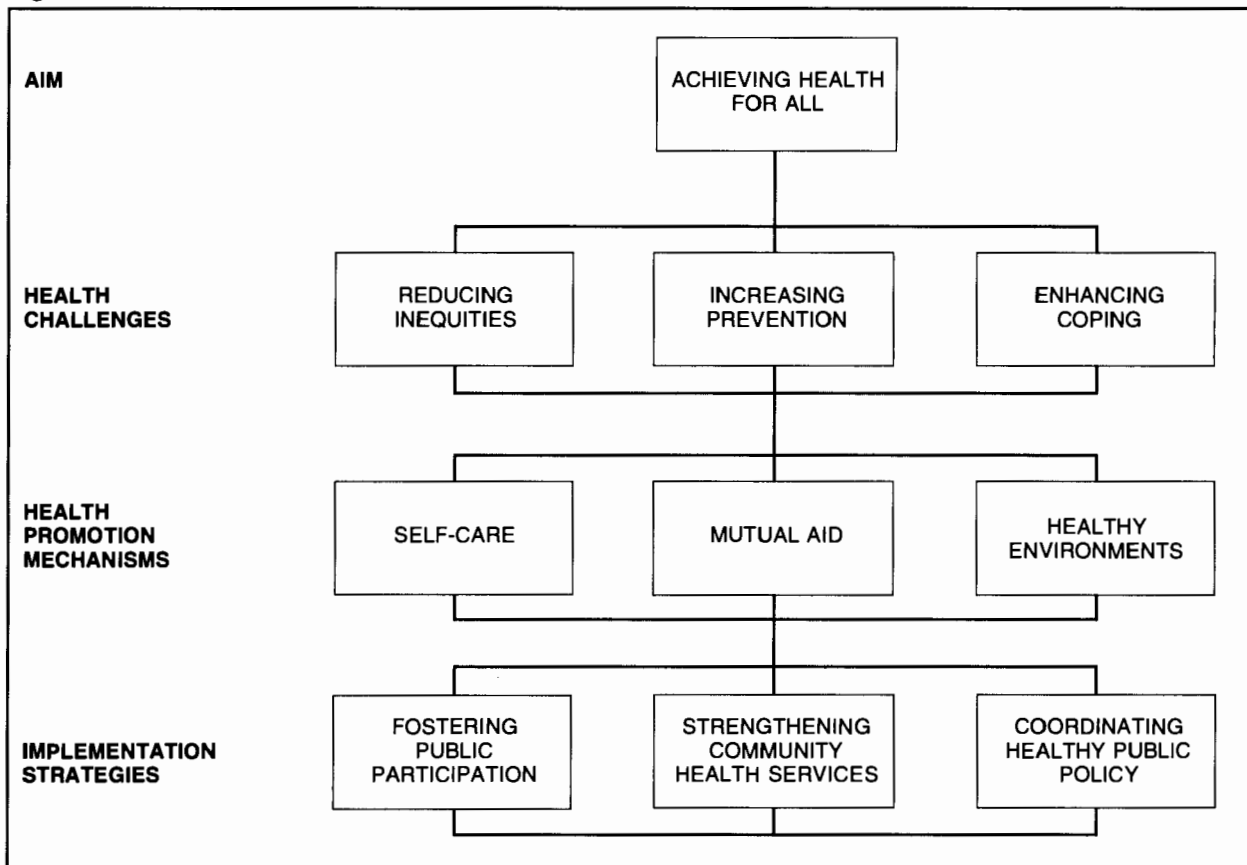 AIM
ACHIEVING HEALTH
FOR ALL
HEALTH
CHALLENGES
REDUCING
INEQUITIES
INCREASING
PREVENTION
ENHANCING
COPING
HEALTH
PROMOTION
MECHANISMS
SELF-CARE
MUTUAL AID
HEALTHY
ENVIRONMENTS
IMPLEMENTATION
STRATEGIES
FOSTERING
PUBLIC
PARTICIPATION
STRENGTHENING
COMMUNITY
HEALTH SERVICES
COORDINATING
HEALTHY PUBLIC
POLICY